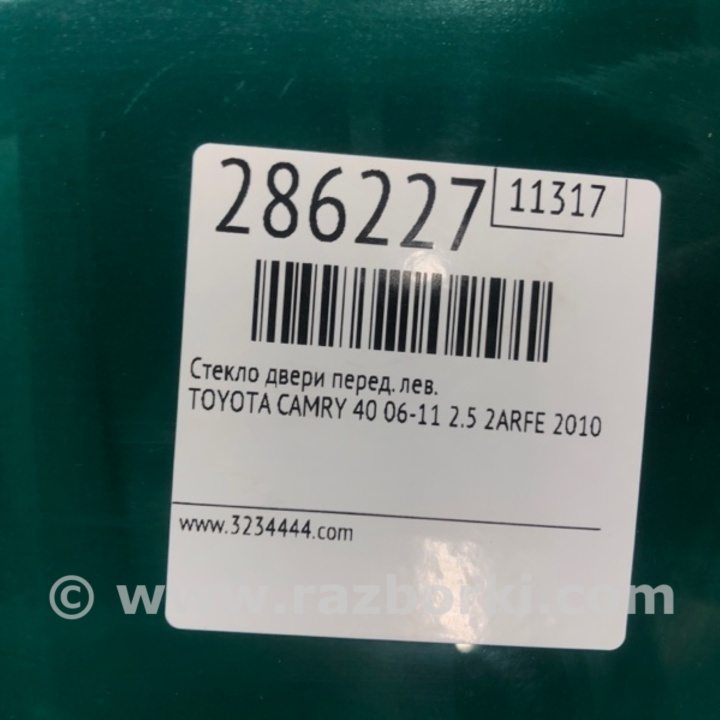 286227
11317
Стекло двери перед. лев.
TOYOTA CAMRY 40 06-11 2.5 2ARFE 2010
www.3234444.com
© www.razborki.com